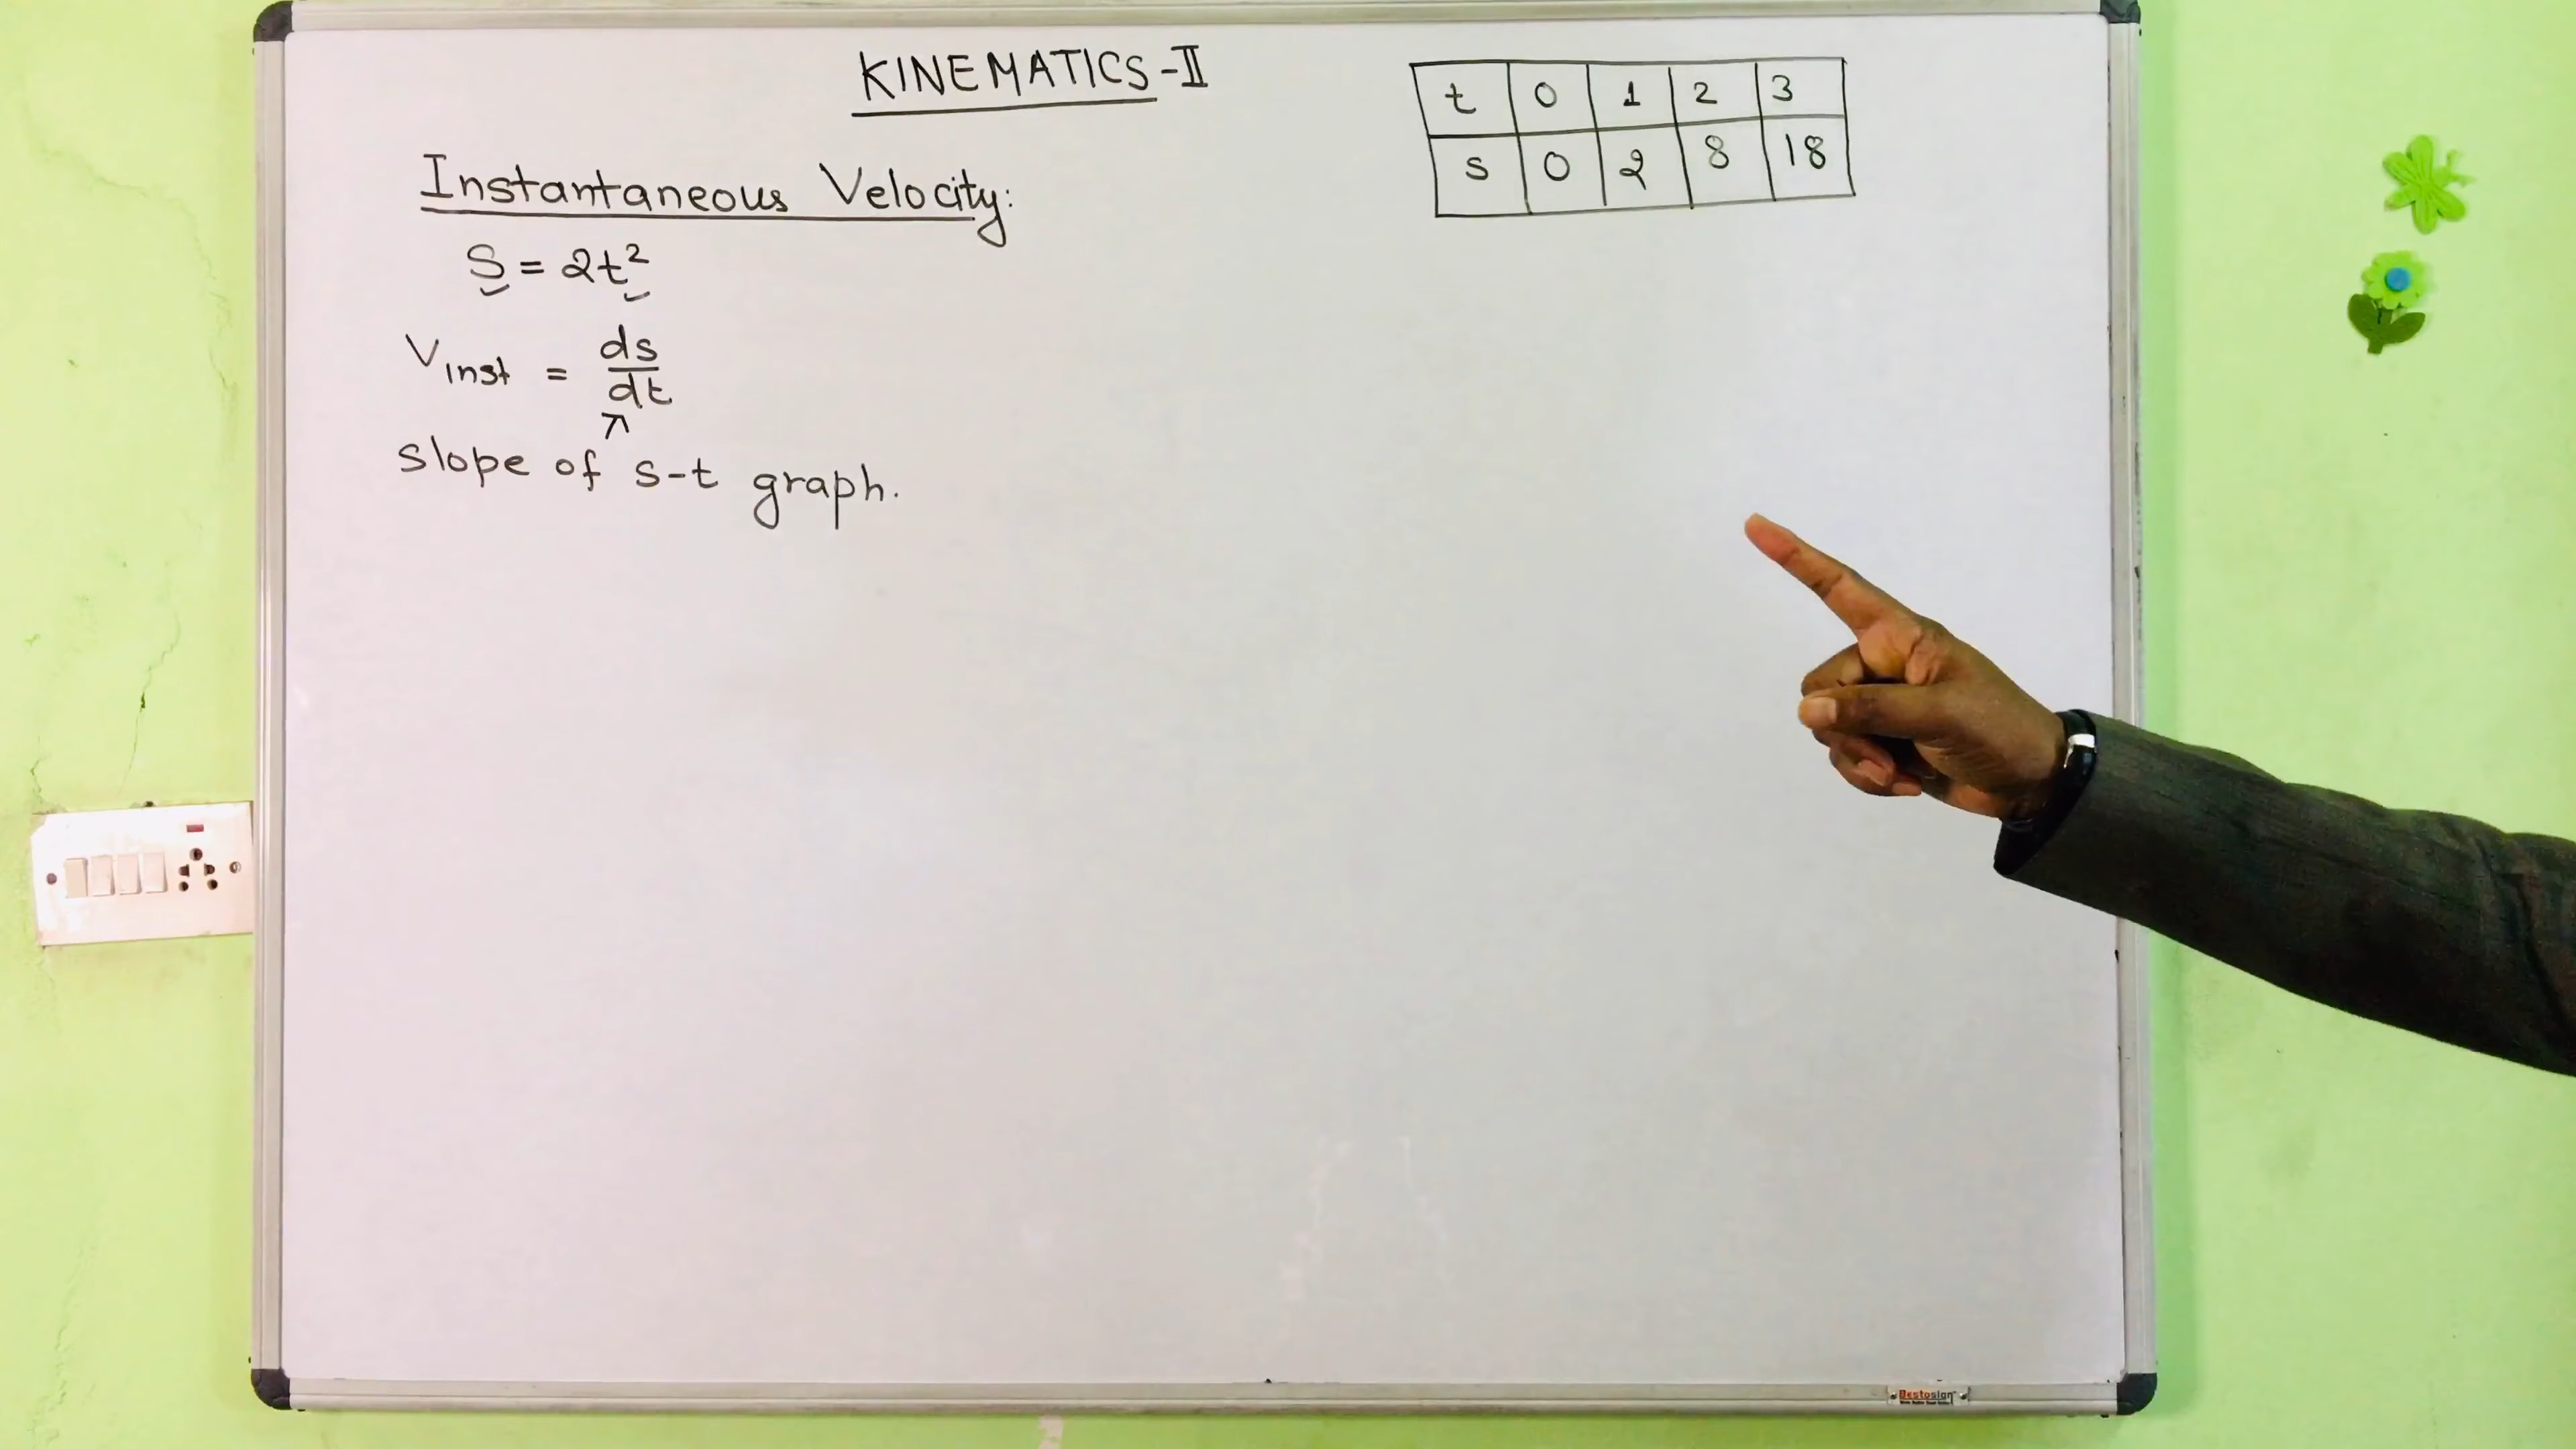 KINEMATICS-II
t 0 1 2 3
s 0 2 8 18
Instantaneous Velocity:
S = 2t²
Vinst = ds/dt
slope of s-t graph.